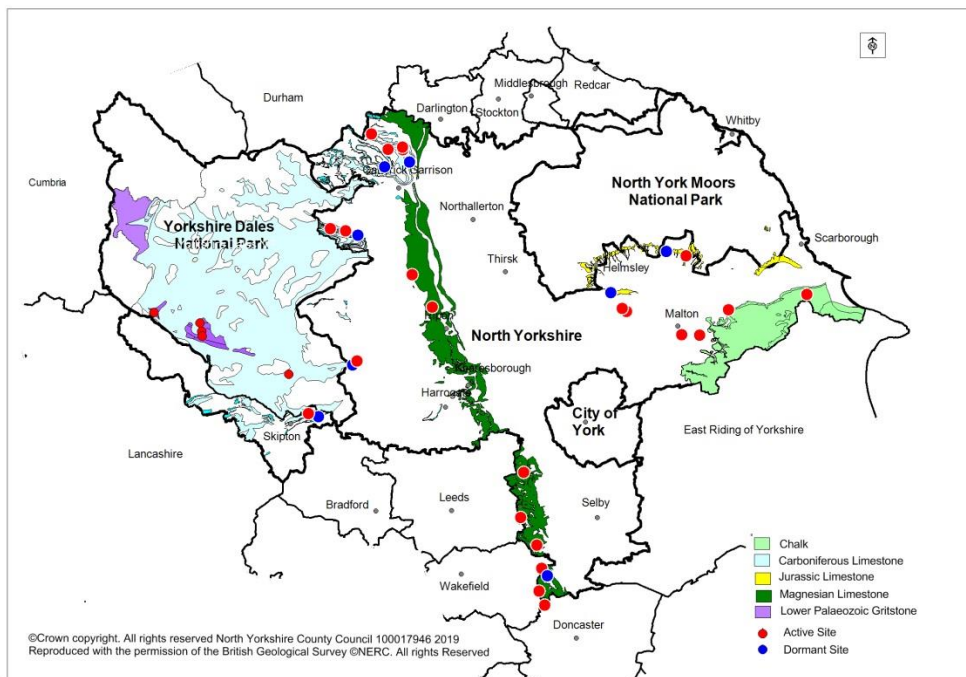 N
Middlesbrough
Redcar
Durham
Darlington
Stockton
Whitby
Cumbria
Garrison
North York Moors
National Park
Yorkshire Dales
National Park
Northallerton
Scarborough
Thirsk
Helmsley
Malton
North Yorkshire
Harrogate
City of
York
Skipton
East Riding of Yorkshire
Lancashire
Bradford
Leeds
Selby
Wakefield
Doncaster
Chalk
Carboniferous Limestone
Jurassic Limestone
Magnesian Limestone
Lower Palaeozoic Gritstone
Active Site
Dormant Site
©Crown copyright. All rights reserved North Yorkshire County Council 100017946 2019
Reproduced with the permission of the British Geological Survey ©NERC. All rights Reserved